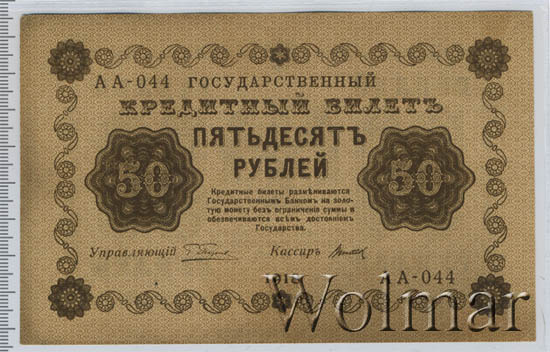 АА-044 ГОСУДАРСТВЕННЫЙ
КРЕДИТНЫЙ БИЛЕТЪ
ПЯТЬДЕСЯТЪ
РУБЛЕЙ
50
50
Кредитные билеты размѣниваются
Государственнымъ Банкомъ на золо-
тую монету безъ ограниченія суммы и
обезпечиваются всѣмъ достояніемъ
Государства.
Управляющій
Кассиръ
1918
АА-044
Wolmar